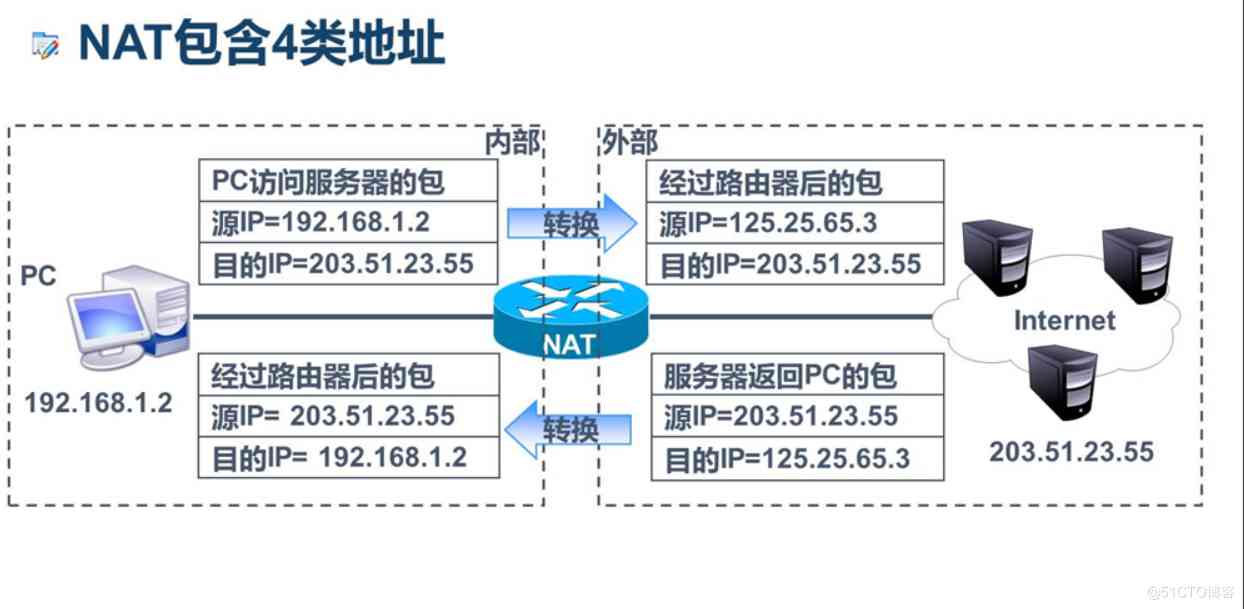 NAT包含4类地址
内部
外部
PC访问服务器的包
源IP=192.168.1.2
目的IP=203.51.23.55
转换
经过路由器后的包
源IP=125.25.65.3
目的IP=203.51.23.55
PC
192.168.1.2
NAT
Internet
经过路由器后的包
源IP= 203.51.23.55
目的IP= 192.168.1.2
转换
服务器返回PC的包
源IP=203.51.23.55
目的IP=125.25.65.3
203.51.23.55
@51CTO博客